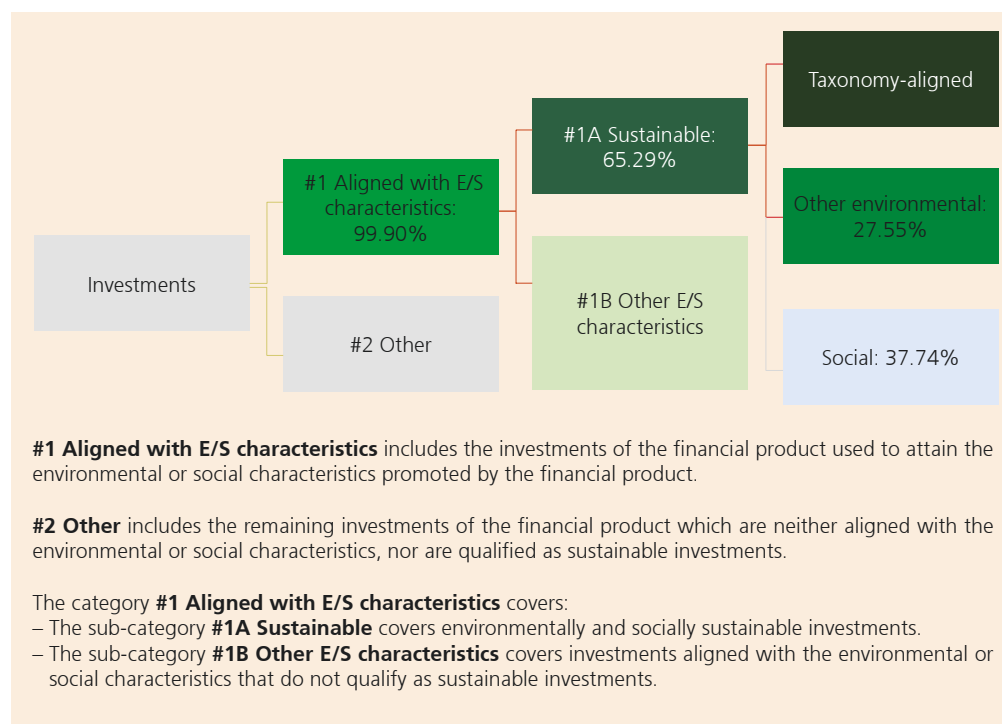 Taxonomy-aligned
#1A Sustainable:
65.29%
#1 Aligned with E/S
characteristics:
99.90%
Other environmental:
27.55%
Investments
#1B Other E/S
characteristics
#2 Other
Social: 37.74%
#1 Aligned with E/S characteristics includes the investments of the financial product used to attain the
environmental or social characteristics promoted by the financial product.
#2 Other includes the remaining investments of the financial product which are neither aligned with the
environmental or social characteristics, nor are qualified as sustainable investments.
The category #1 Aligned with E/S characteristics covers:
– The sub-category #1A Sustainable covers environmentally and socially sustainable investments.
– The sub-category #1B Other E/S characteristics covers investments aligned with the environmental or
social characteristics that do not qualify as sustainable investments.